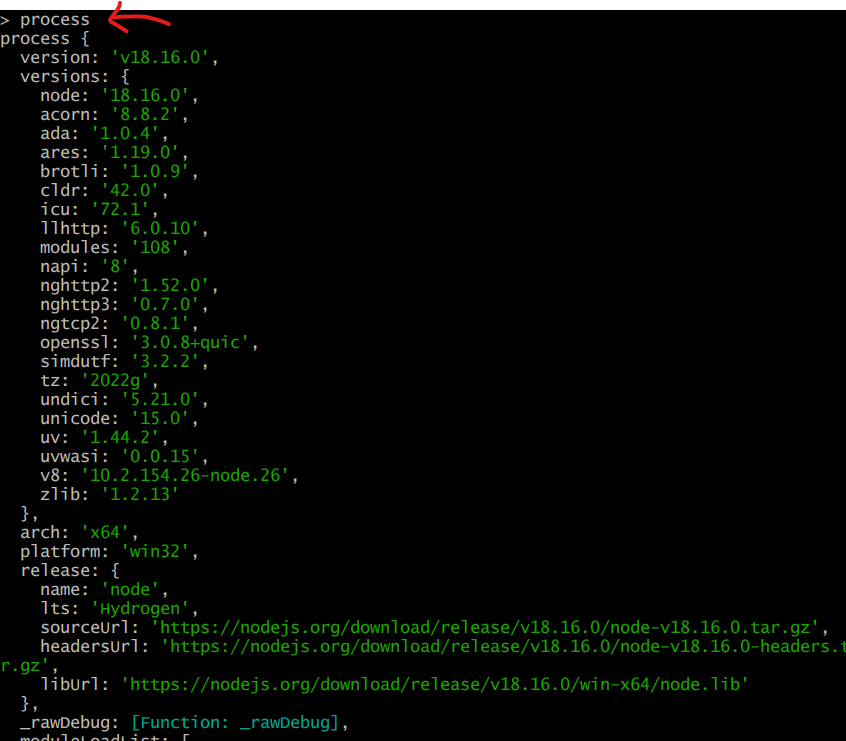 > process
process {
  version: 'v18.16.0',
  versions: {
    node: '18.16.0',
    acorn: '8.8.2',
    ada: '1.0.4',
    ares: '1.19.0',
    brotli: '1.0.9',
    cldr: '42.0',
    icu: '72.1',
    llhttp: '6.0.10',
    modules: '108',
    napi: '8',
    nghttp2: '1.52.0',
    nghttp3: '0.7.0',
    ngtcp2: '0.8.1',
    openssl: '3.0.8+quic',
    simdutf: '3.2.2',
    tz: '2022g',
    undici: '5.21.0',
    unicode: '15.0',
    uv: '1.44.2',
    uvwasi: '0.0.15',
    v8: '10.2.154.26-node.26',
    zlib: '1.2.13'
  },
  arch: 'x64',
  platform: 'win32',
  release: {
    name: 'node',
    lts: 'Hydrogen',
    sourceUrl: 'https://nodejs.org/download/release/v18.16.0/node-v18.16.0.tar.gz',
    headersUrl: 'https://nodejs.org/download/release/v18.16.0/node-v18.16.0-headers.t
r.gz',
    libUrl: 'https://nodejs.org/download/release/v18.16.0/win-x64/node.lib'
  },
  _rawDebug: [Function: _rawDebug],
  moduleLoadList: [